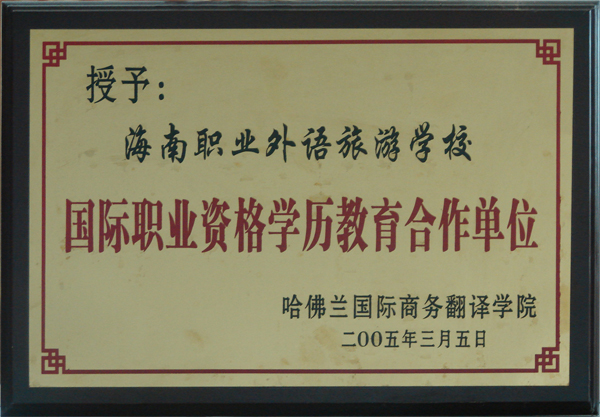 授予：
海南职业外语旅游学校
国际职业资格学历教育合作单位
哈佛兰国际商务翻译学院
二〇〇五年三月五日